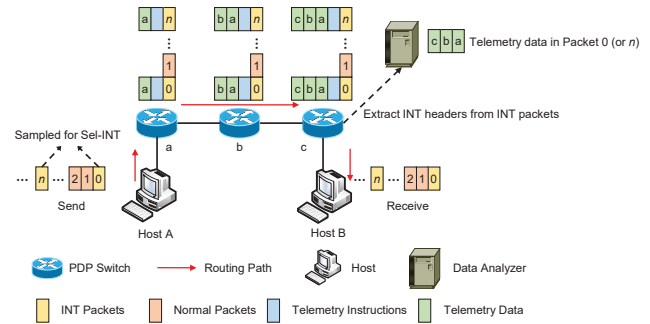 a n b a n c b a n
... ... ...
1 1 1
a 0 b a 0 c b a 0
c b a Telemetry data in Packet 0 (or n)
Extract INT headers from INT packets
Sampled for Sel-INT
a b c
... n ... 2 1 0
Send
Host A
... n ... 2 1 0
Receive
Host B
PDP Switch
Routing Path
Host
Data Analyzer
INT Packets
Normal Packets
Telemetry Instructions
Telemetry Data